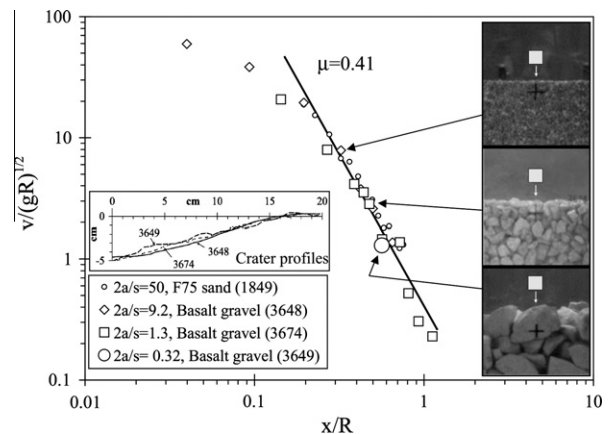 100
10
1
0.1
0.01
0.1
1
10
v/(gR)^1/2
x/R
μ=0.41
0
5
cm
10
15
20
0
-5
cm
3649
3674
3648
Crater profiles
2a/s=50, F75 sand (1849)
2a/s=9.2, Basalt gravel (3648)
2a/s=1.3, Basalt gravel (3674)
2a/s= 0.32, Basalt gravel (3649)